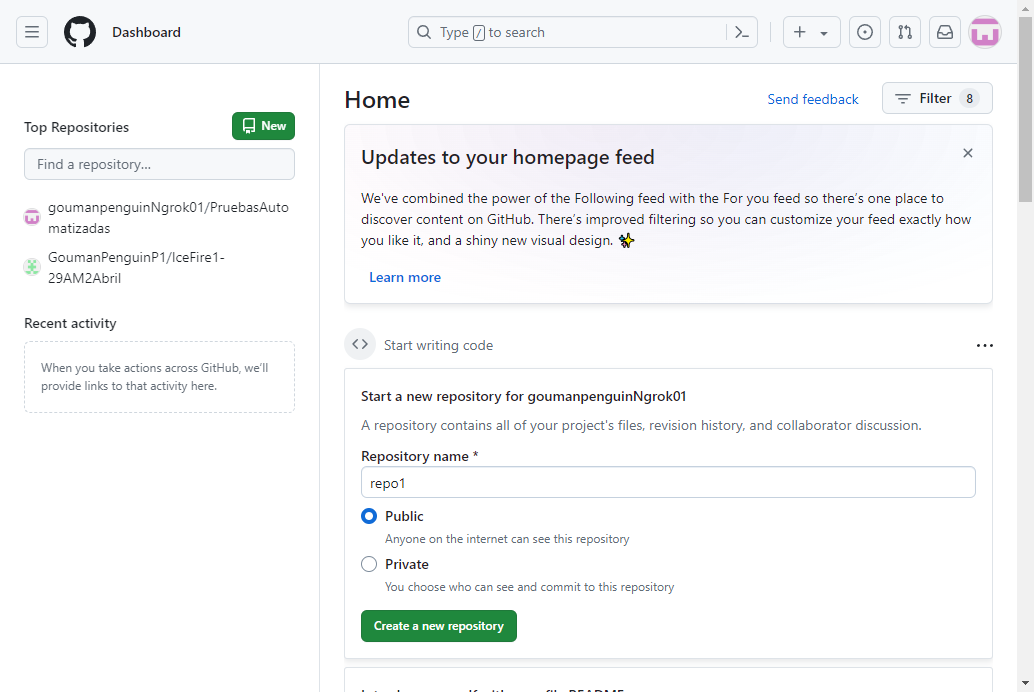 Dashboard
Type / to search
Top Repositories
New
Find a repository...
goumanpenguinNgrok01/PruebasAuto
matizadas
GoumanPenguinP1/IceFire1-
29AM2Abril
Recent activity
When you take actions across GitHub, we'll
provide links to that activity here.
Home
Send feedback
Filter 8
Updates to your homepage feed
We've combined the power of the Following feed with the For you feed so there's one place to
discover content on GitHub. There's improved filtering so you can customize your feed exactly how
you like it, and a shiny new visual design. ✨
Learn more
Start writing code
Start a new repository for goumanpenguinNgrok01
A repository contains all of your project's files, revision history, and collaborator discussion.
Repository name *
repo1
Public
Anyone on the internet can see this repository
Private
You choose who can see and commit to this repository
Create a new repository